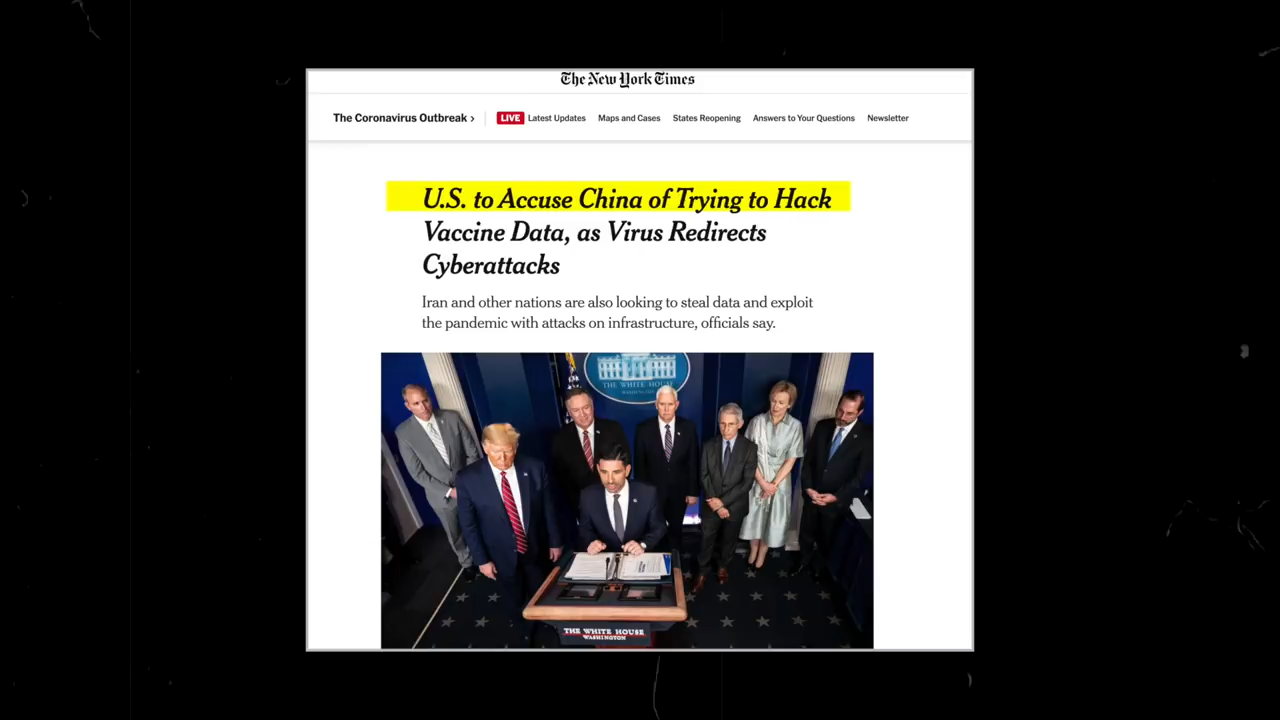 The New York Times
The Coronavirus Outbreak ›
LIVE Latest Updates Maps and Cases States Reopening Answers to Your Questions Newsletter
U.S. to Accuse China of Trying to Hack
Vaccine Data, as Virus Redirects
Cyberattacks
Iran and other nations are also looking to steal data and exploit
the pandemic with attacks on infrastructure, officials say.
THE WHITE HOUSE
WASHINGTON
THE WHITE HOUSE
WASHINGTON